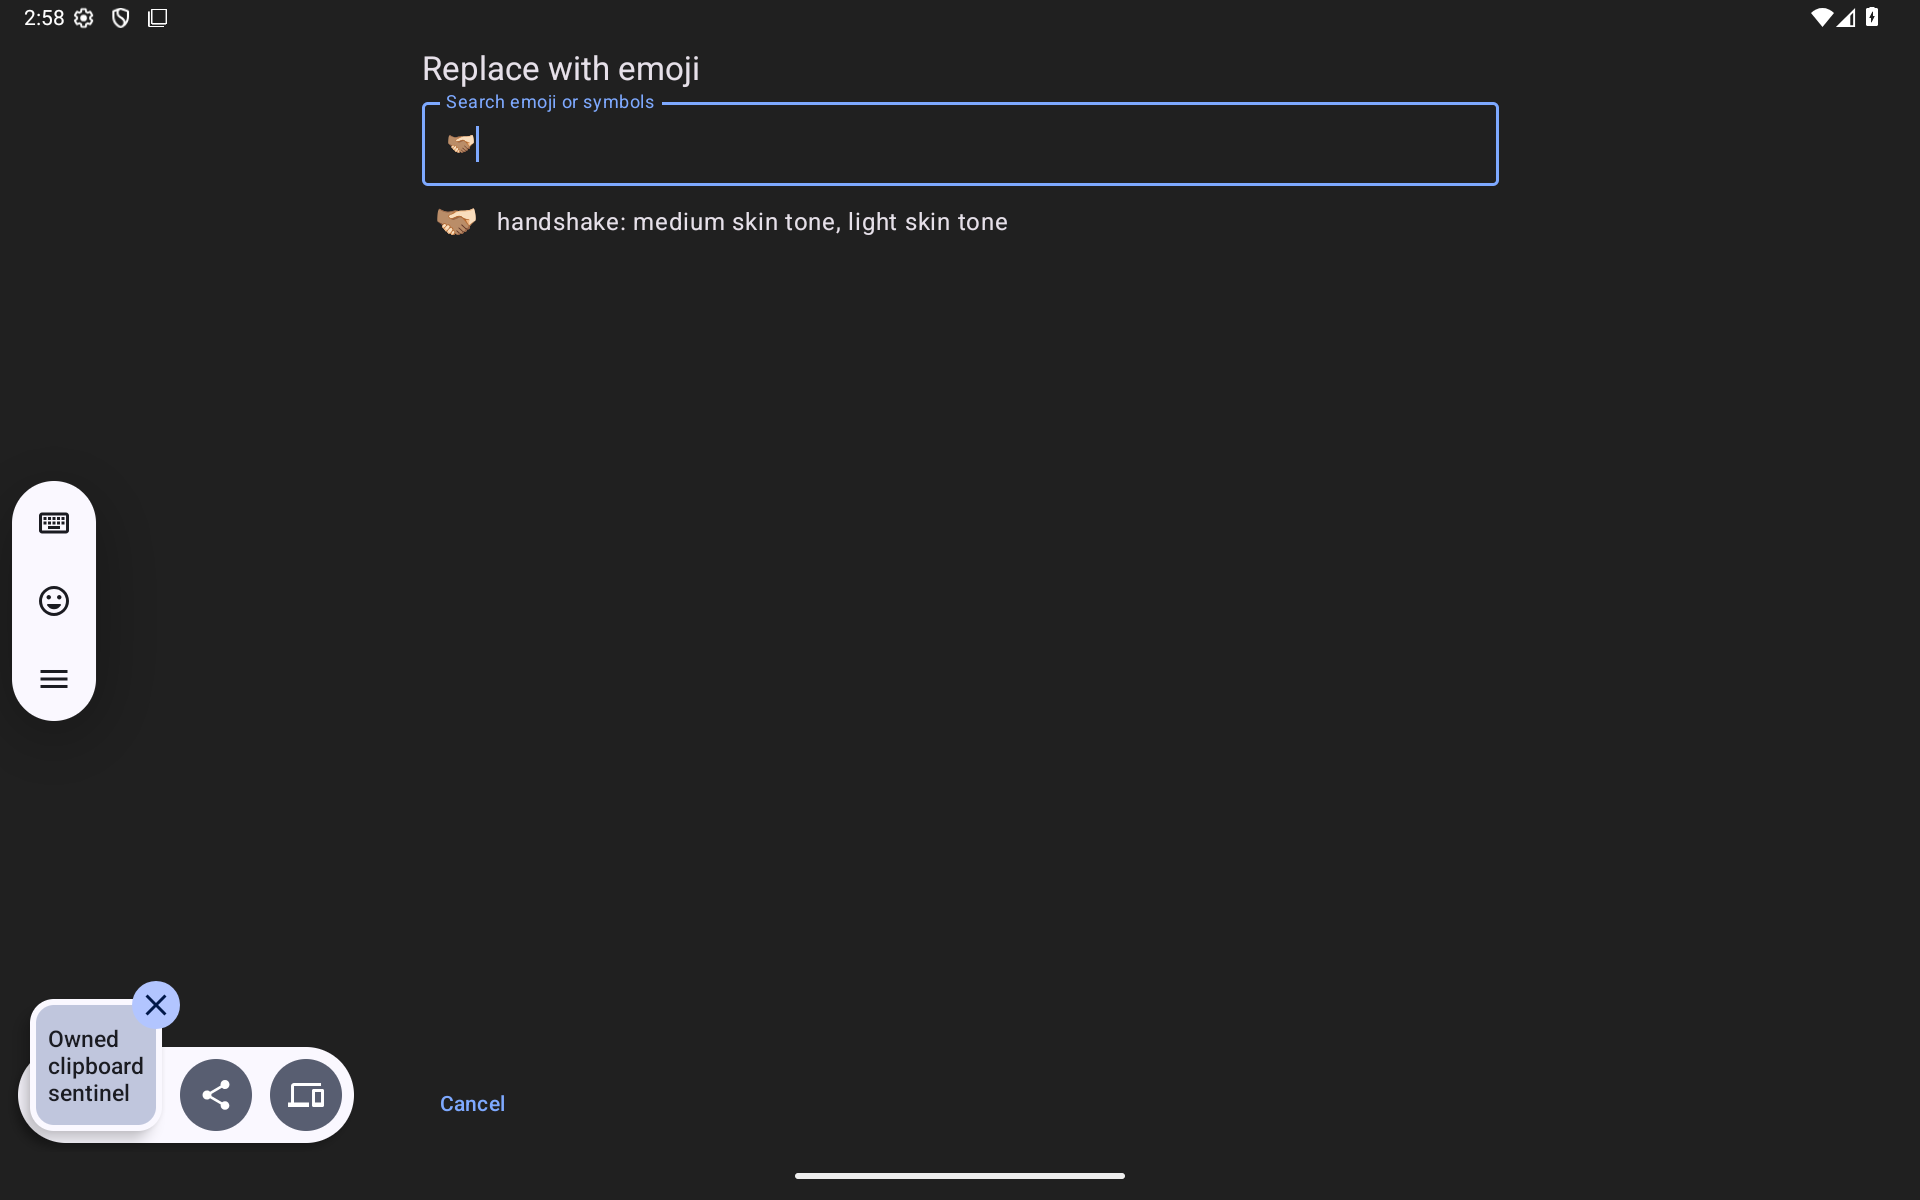 2:58
Replace with emoji
Search emoji or symbols
🫱🏽‍🫲🏻
🫱🏽‍🫲🏻 handshake: medium skin tone, light skin tone
Owned
clipboard
sentinel
Cancel